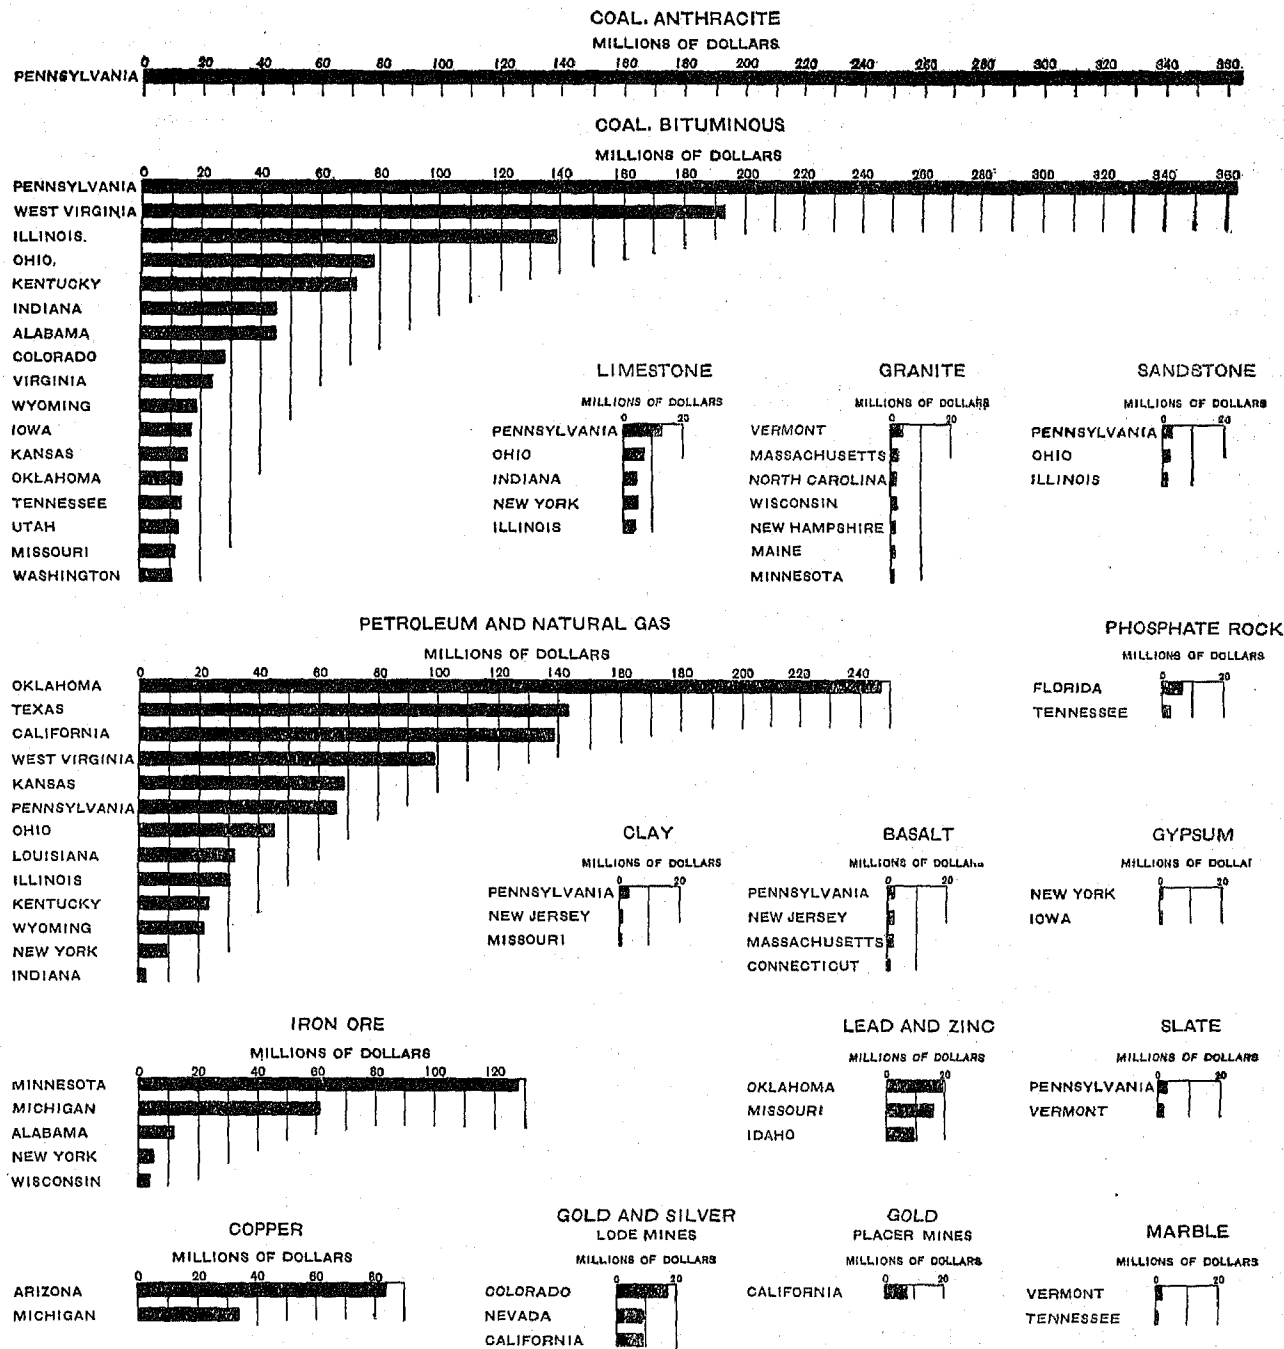 COAL. ANTHRACITE
MILLIONS OF DOLLARS
0 20 40 60 80 100 120 140 160 180 200 220 240 260 280 300 320 340 360
PENNSYLVANIA
COAL. BITUMINOUS
MILLIONS OF DOLLARS
0 20 40 60 80 100 120 140 160 180 200 220 240 260 280 300 320 340 360
PENNSYLVANIA
WEST VIRGINIA
ILLINOIS.
OHIO,
KENTUCKY
INDIANA
ALABAMA
COLORADO
VIRGINIA
WYOMING
IOWA
KANSAS
OKLAHOMA
TENNESSEE
UTAH
MISSOURI
WASHINGTON
LIMESTONE
MILLIONS OF DOLLARS
0 20
PENNSYLVANIA
OHIO
INDIANA
NEW YORK
ILLINOIS
GRANITE
MILLIONS OF DOLLARS
0 20
VERMONT
MASSACHUSETTS
NORTH CAROLINA
WISCONSIN
NEW HAMPSHIRE
MAINE
MINNESOTA
SANDSTONE
MILLIONS OF DOLLARS
0 20
PENNSYLVANIA
OHIO
ILLINOIS
PETROLEUM AND NATURAL GAS
MILLIONS OF DOLLARS
0 20 40 60 80 100 120 140 160 180 200 220 240
OKLAHOMA
TEXAS
CALIFORNIA
WEST VIRGINIA
KANSAS
PENNSYLVANIA
OHIO
LOUISIANA
ILLINOIS
KENTUCKY
WYOMING
NEW YORK
INDIANA
PHOSPHATE ROCK
MILLIONS OF DOLLARS
0 20
FLORIDA
TENNESSEE
CLAY
MILLIONS OF DOLLARS
0 20
PENNSYLVANIA
NEW JERSEY
MISSOURI
BASALT
MILLIONS OF
0 20
PENNSYLVANIA
NEW JERSEY
MASSACHUSETTS
CONNECTICUT
GYPSUM
MILLIONS OF DOLLAR
0 20
NEW YORK
IOWA
IRON ORE
MILLIONS OF DOLLARS
0 20 40 60 80 100 120
MINNESOTA
MICHIGAN
ALABAMA
NEW YORK
WISCONSIN
LEAD AND ZINC
MILLIONS OF DOLLARS
0 20
OKLAHOMA
MISSOURI
IDAHO
SLATE
MILLIONS OF DOLLARS
0 20
PENNSYLVANIA
VERMONT
COPPER
MILLIONS OF DOLLARS
0 20 40 60 80
ARIZONA
MICHIGAN
GOLD AND SILVER
LODE MINES
MILLIONS OF DOLLARS
0 20
COLORADO
NEVADA
CALIFORNIA
GOLD
PLACER MINES
MILLIONS OF DOLLARS
0 20
CALIFORNIA
MARBLE
MILLIONS OF DOLLARS
0 20
VERMONT
TENNESSEE